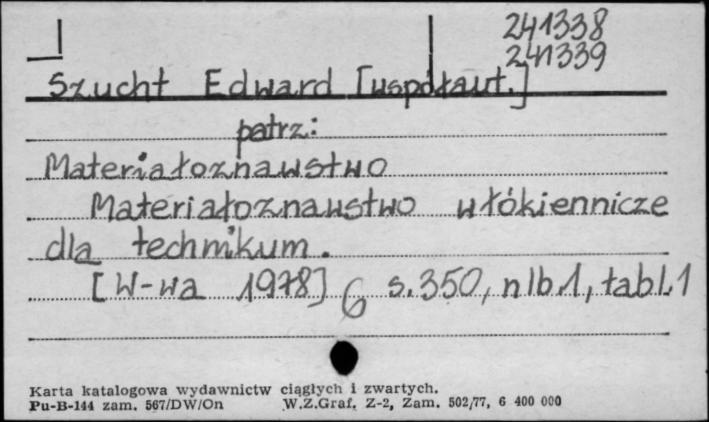 241338
241339
Szucht Edward [współaut.]
patrz:
Materiałoznawstwo
Materiałoznawstwo włókiennicze
dla technikum.
[W-wa 1978] 6 s.350, nlb.1, tabl.1
Karta katalogowa wydawnictw ciągłych i zwartych.
Pu-B-144 zam. 567/DW/On W.Z.Graf. Z-2, Zam. 502/77, 6 400 000